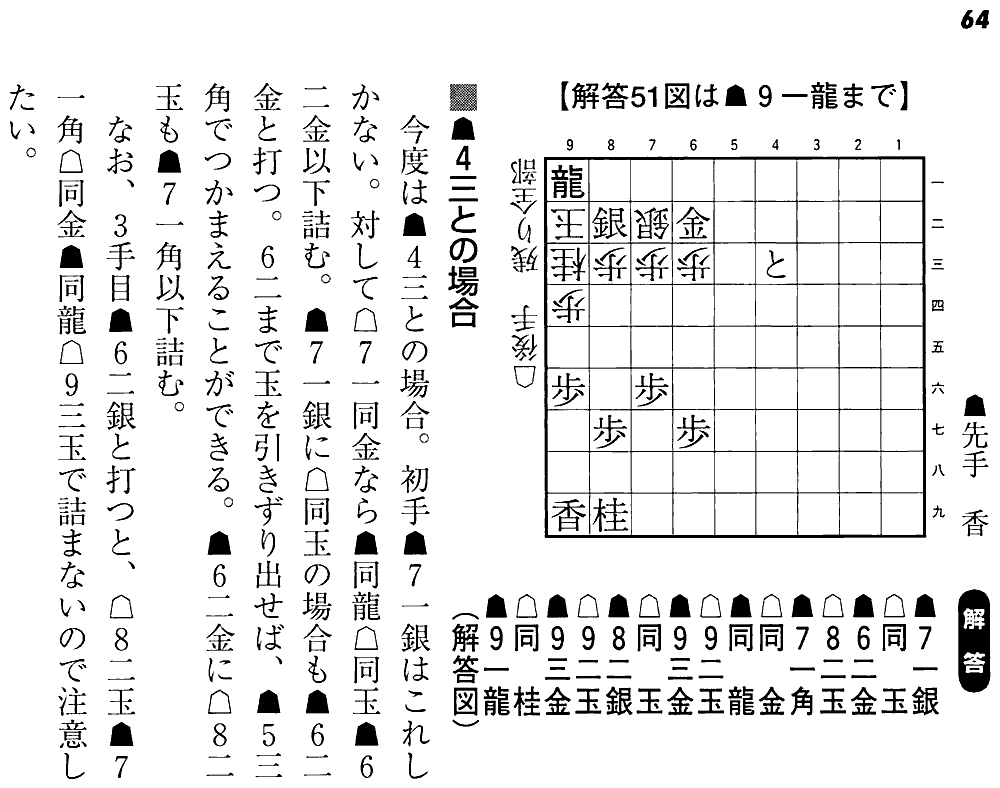 64
【解答51図は▲9一龍まで】
9 8 7 6 5 4 3 2 1
龍 一
王 銀 銀 金 二
桂 歩 歩 歩 と 三
歩 四
五
歩 歩 六
歩 歩 七
八
香 桂 九
▲先手 香
△後手 残り全部
解答
▲7一銀
△同玉
▲6二金
△8二玉
▲7一角
△同金
▲同龍
△9二玉
▲9三金
△同玉
▲8二銀
△9二玉
▲9三金
△同桂
▲9一龍
(解答図)
■▲4三との場合
今度は▲4三との場合。初手▲7一銀はこれし
かない。対して△7一同金なら▲同龍△同玉▲6
二金以下詰む。▲7一銀に△同玉の場合も▲6二
金と打つ。6二まで玉を引きずり出せば、▲5三
角でつかまえることができる。▲6二金に△8二
玉も▲7一角以下詰む。
なお、3手目▲6二銀と打つと、△8二玉▲7
一角△同金▲同龍△9三玉で詰まないので注意し
たい。